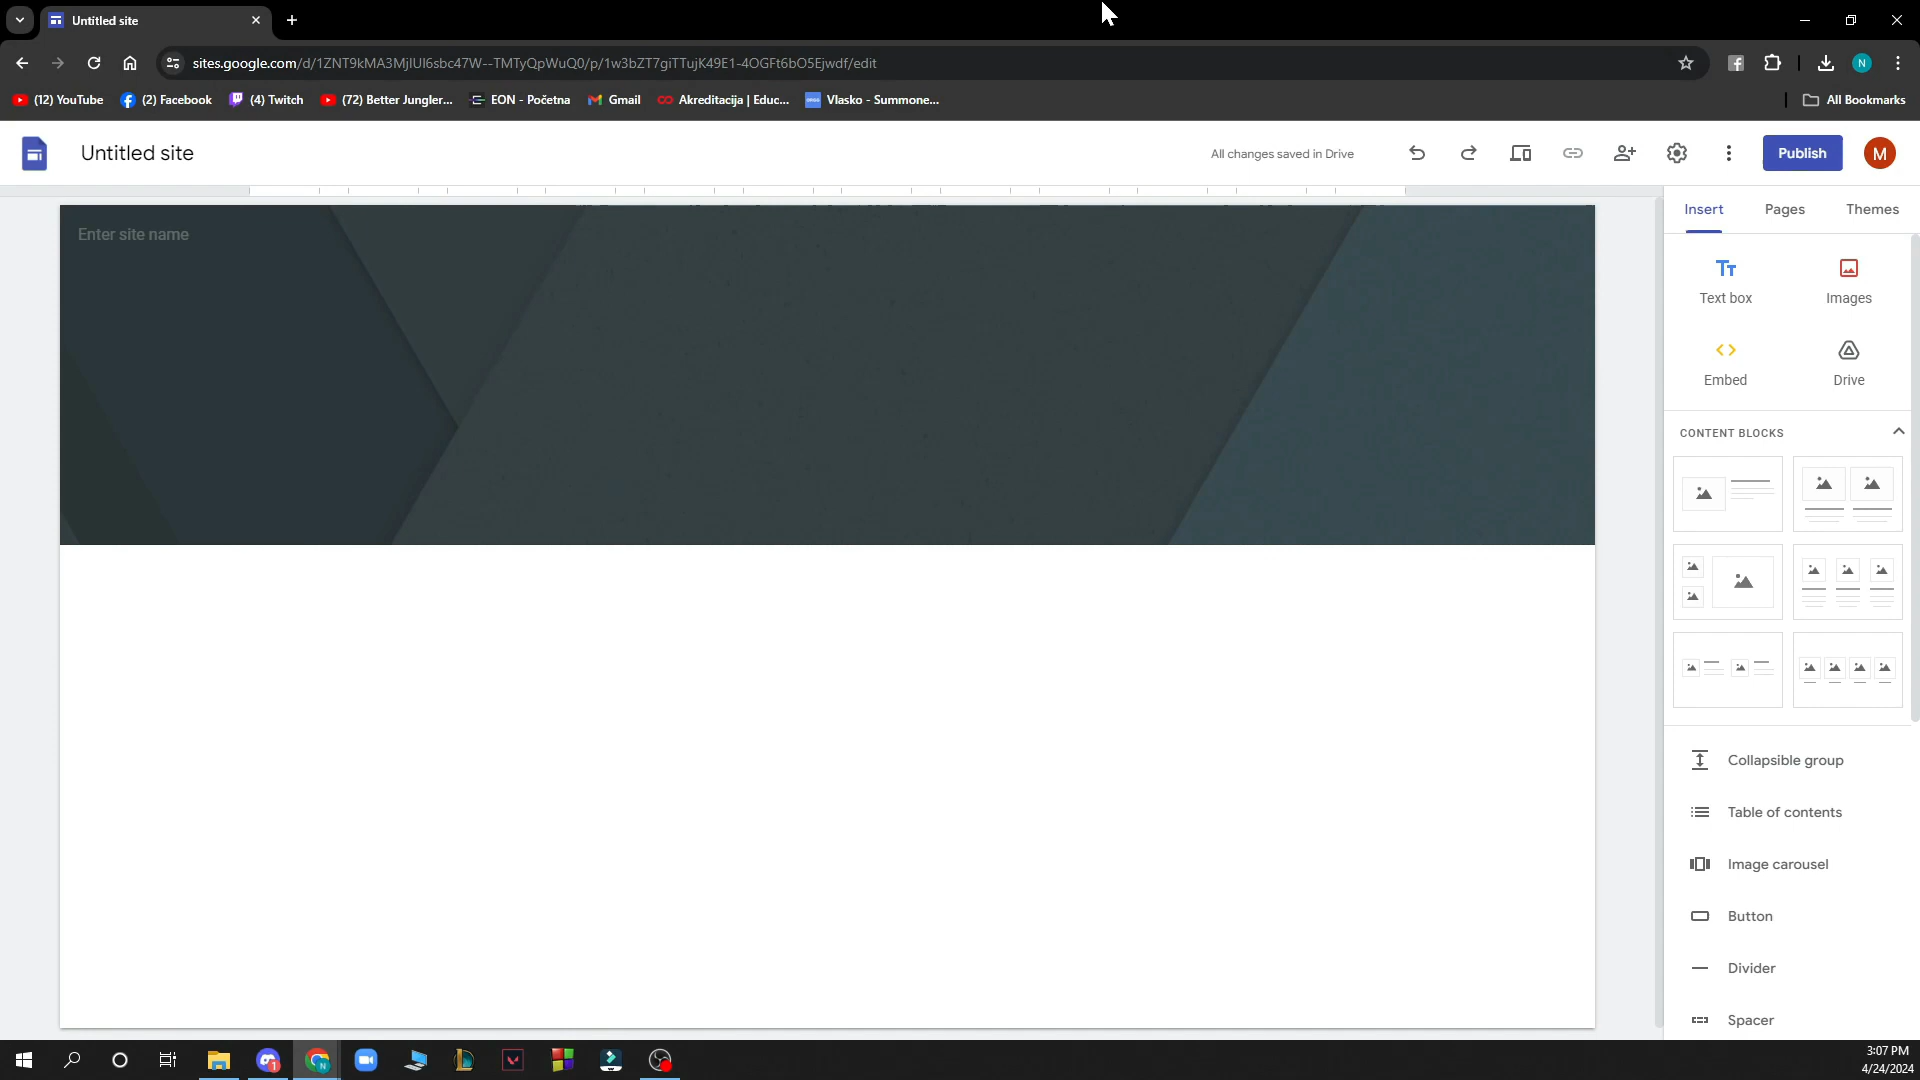 Untitled site
sites.google.com/d/1ZNT9kMA3MjlUI6sbc47W--TMTyQpWuQ0/p/1w3bZT7giTTujK49E1-4OGFt6bO5Ejwdf/edit
N
(12) YouTube
(2) Facebook
(4) Twitch
(72) Better Jungler...
EON - Početna
Gmail
Akreditacija | Educ...
Vlasko - Summone...
All Bookmarks
Untitled site
All changes saved in Drive
Publish
M
Insert
Pages
Themes
Enter site name
Text box
Images
Embed
Drive
CONTENT BLOCKS
Collapsible group
Table of contents
Image carousel
Button
Divider
Spacer
3:07 PM
4/24/2024